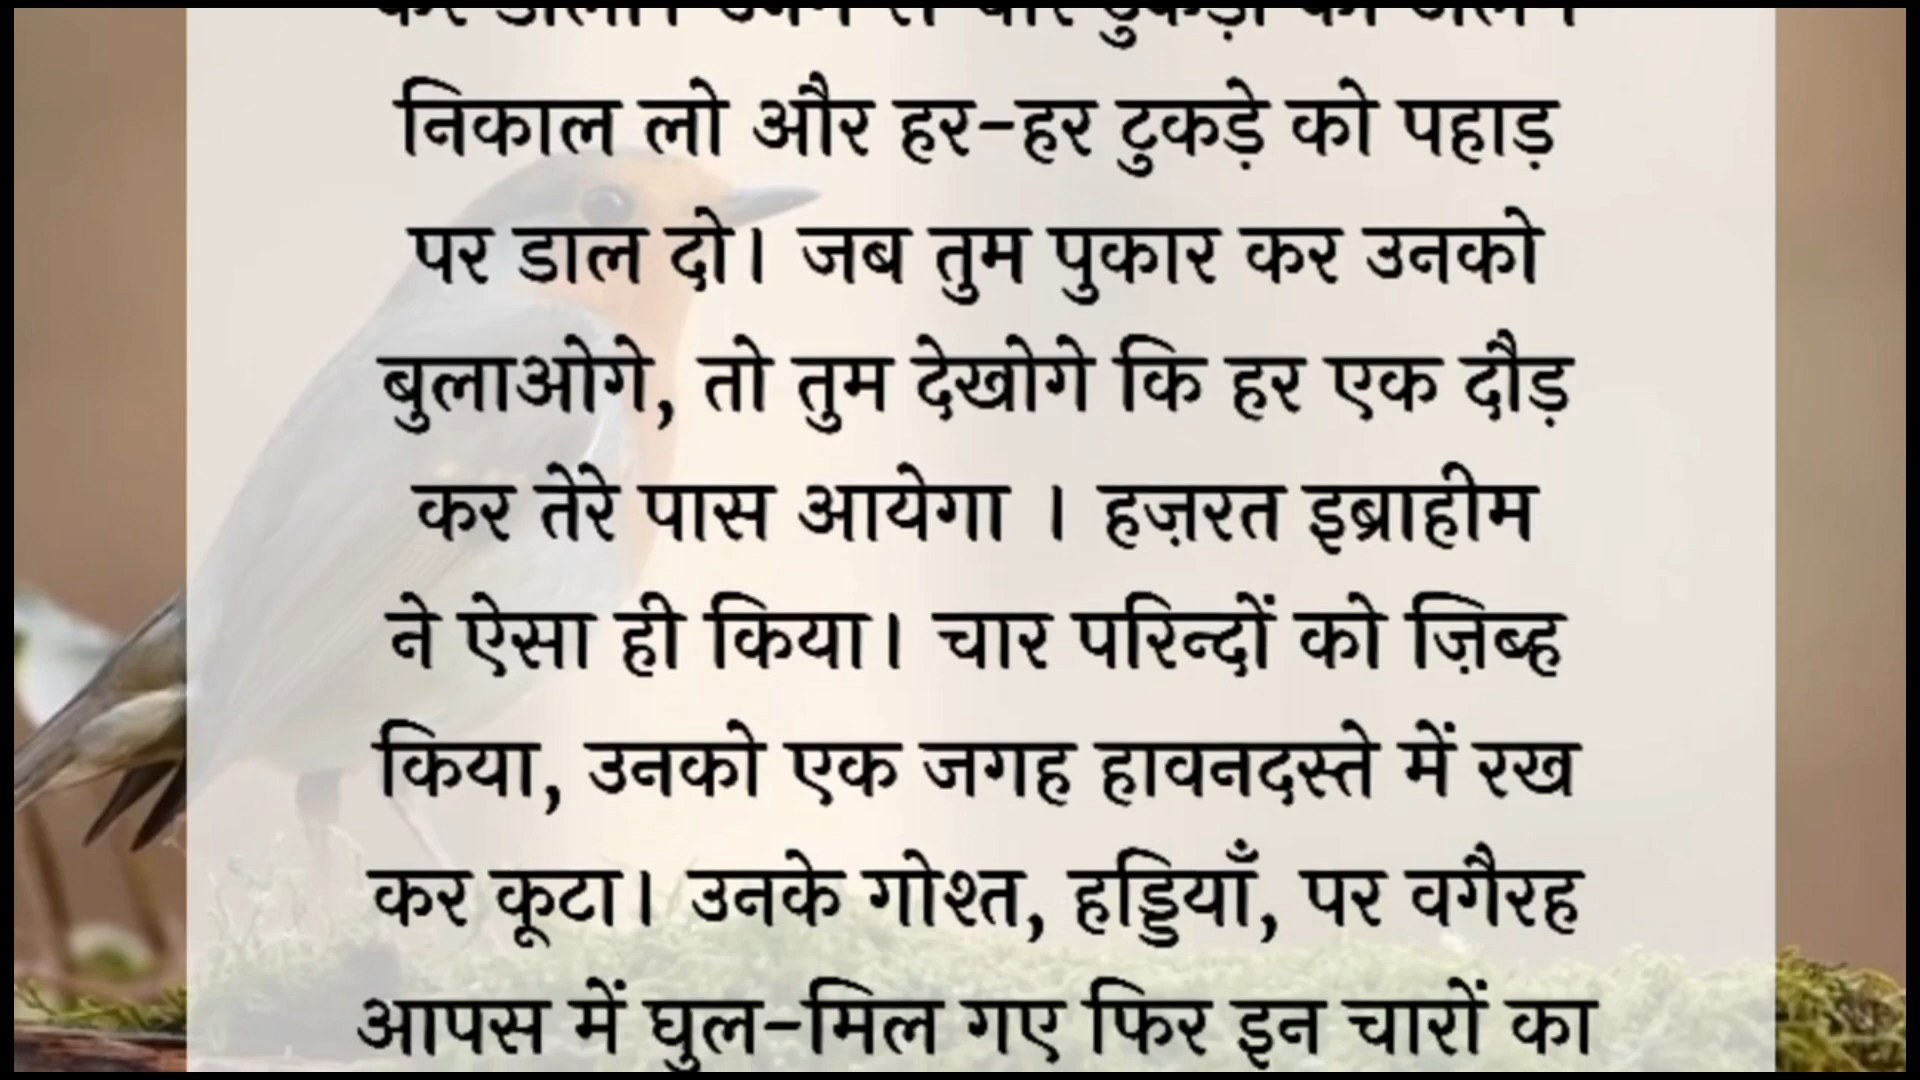 निकाल लो और हर-हर टुकड़े को पहाड़
पर डाल दो। जब तुम पुकार कर उनको
बुलाओगे, तो तुम देखोगे कि हर एक दौड़
कर तेरे पास आयेगा । हज़रत इब्राहीम
ने ऐसा ही किया। चार परिन्दों को ज़िब्ह
किया, उनको एक जगह हावनदस्ते में रख
कर कूटा। उनके गोश्त, हड्डियाँ, पर वगैरह
आपस में घुल-मिल गए फिर इन चारों का